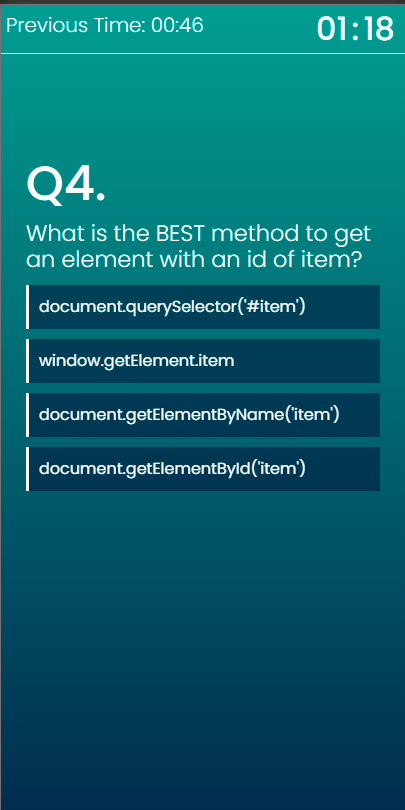 Previous Time: 00:46
01:18
Q4.
What is the BEST method to get
an element with an id of item?
document.querySelector('#item')
window.getElement.item
document.getElementByName('item')
document.getElementById('item')